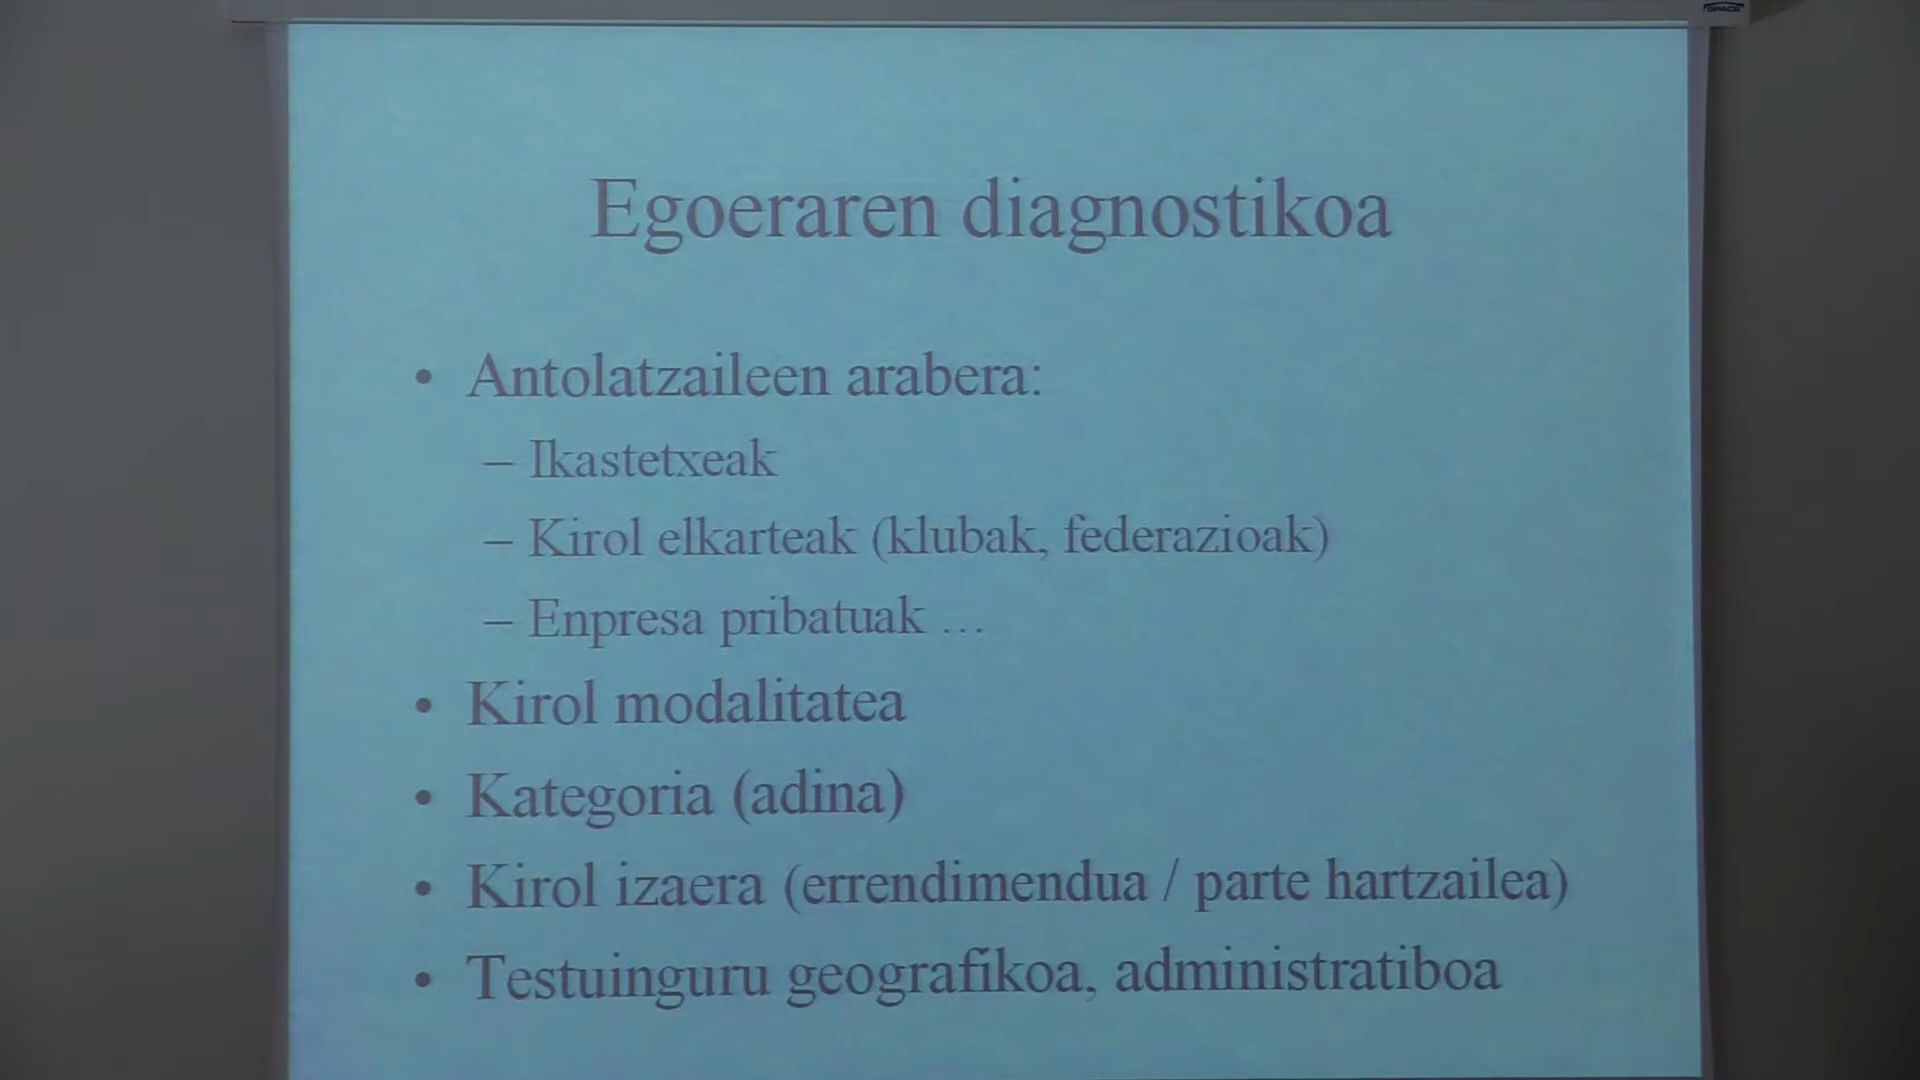 SPACE
Egoeraren diagnostikoa
• Antolatzaileen arabera:
– Ikastetxeak
– Kirol elkarteak (klubak, federazioak)
– Enpresa pribatuak ...
• Kirol modalitatea
• Kategoria (adina)
• Kirol izaera (errendimendua / parte hartzailea)
• Testuinguru geografikoa, administratiboa